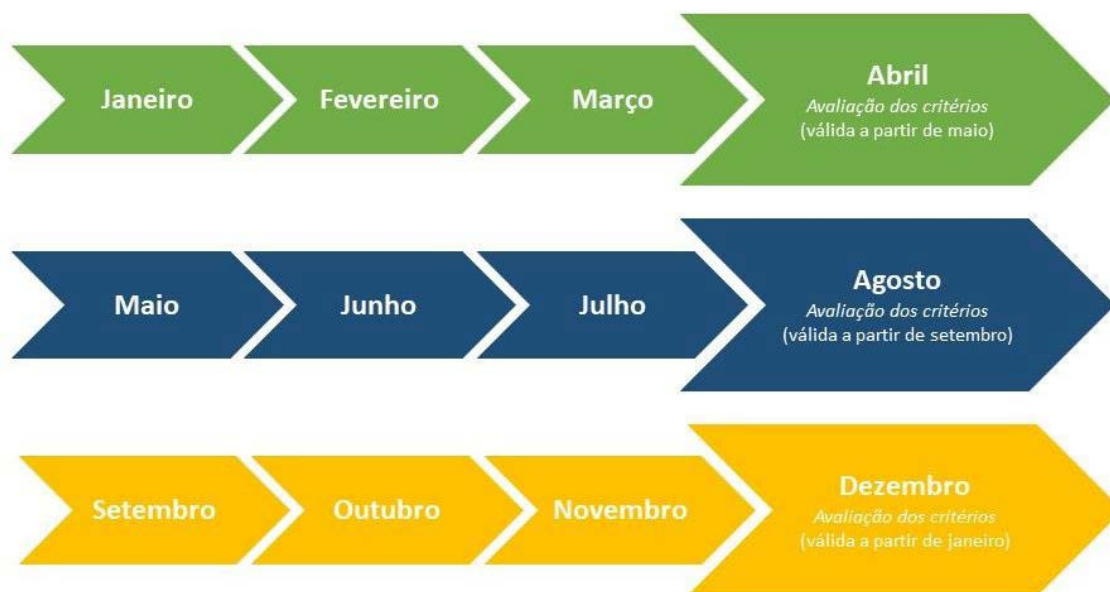 Janeiro
Fevereiro
Março
Abril
Avaliação dos critérios
(válida a partir de maio)
Maio
Junho
Julho
Agosto
Avaliação dos critérios
(válida a partir de setembro)
Setembro
Outubro
Novembro
Dezembro
Avaliação dos critérios
(válida a partir de janeiro)